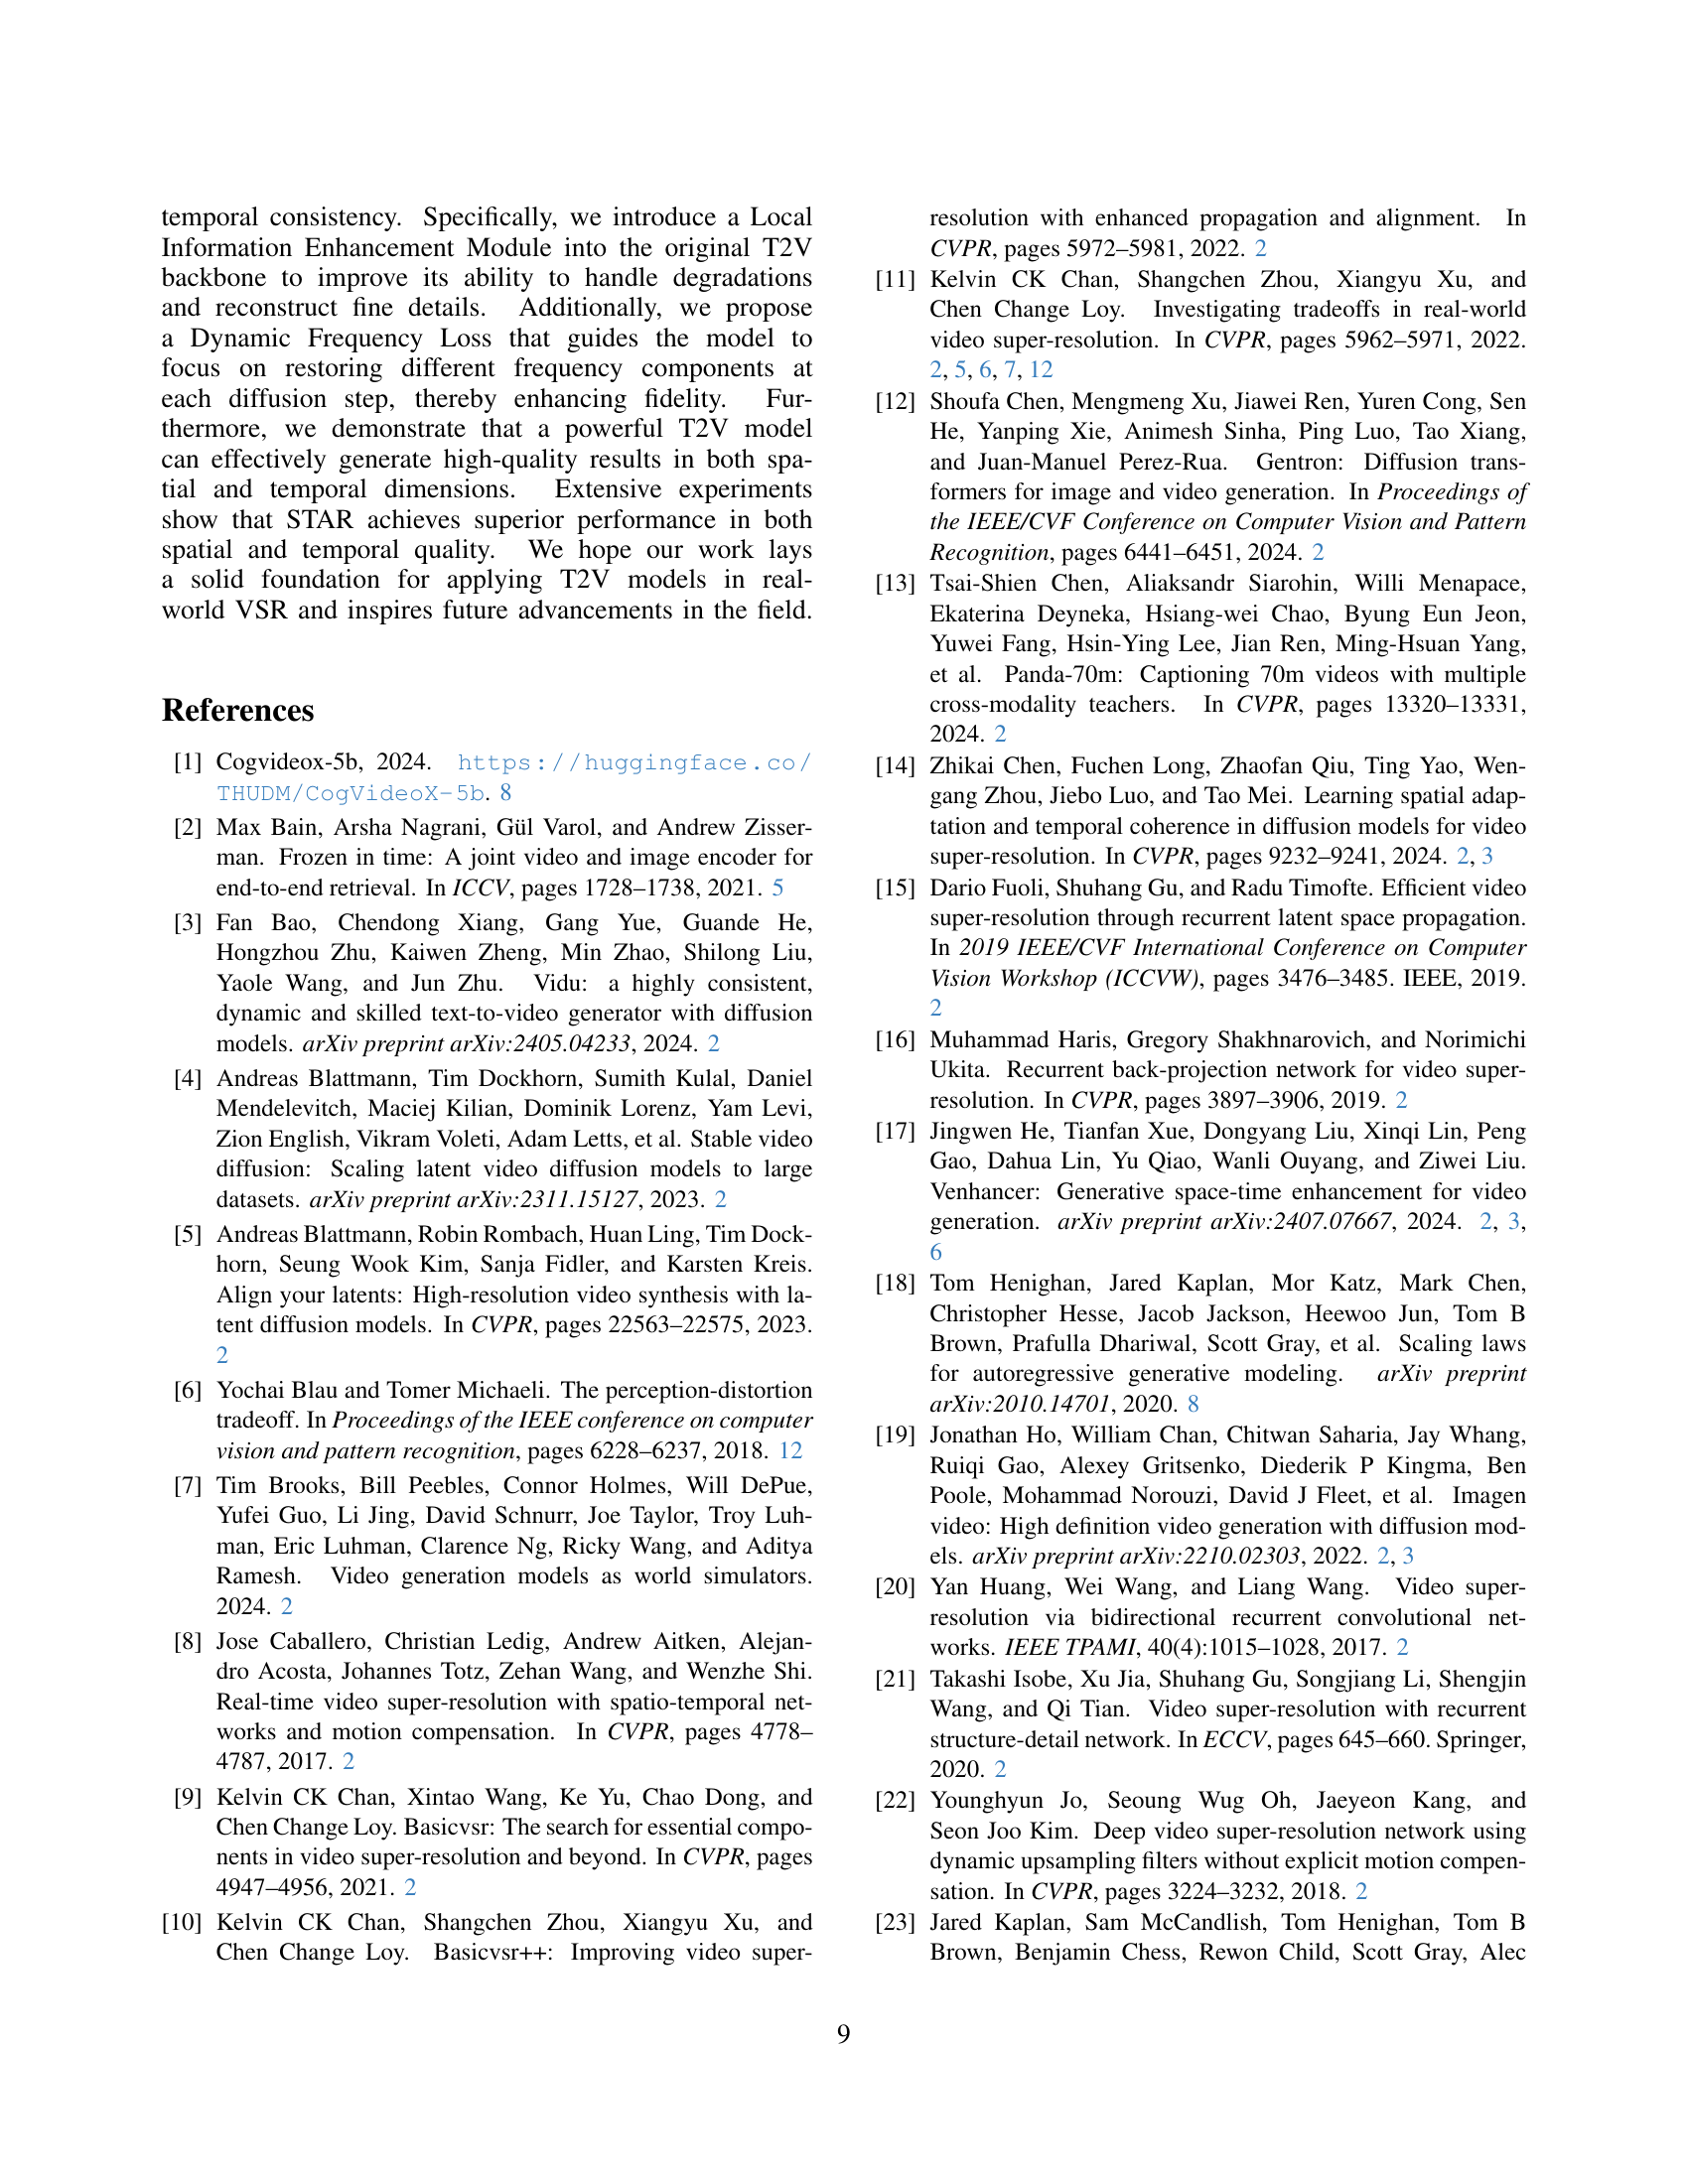 temporal consistency. Specifically, we introduce a Local
Information Enhancement Module into the original T2V
backbone to improve its ability to handle degradations
and reconstruct fine details. Additionally, we propose
a Dynamic Frequency Loss that guides the model to
focus on restoring different frequency components at
each diffusion step, thereby enhancing fidelity. Fur-
thermore, we demonstrate that a powerful T2V model
can effectively generate high-quality results in both spa-
tial and temporal dimensions. Extensive experiments
show that STAR achieves superior performance in both
spatial and temporal quality. We hope our work lays
a solid foundation for applying T2V models in real-
world VSR and inspires future advancements in the field.
References
[1] Cogvideox-5b, 2024. https://huggingface.co/
THUDM/CogVideoX-5b. 8
[2] Max Bain, Arsha Nagrani, Gül Varol, and Andrew Zisser-
man. Frozen in time: A joint video and image encoder for
end-to-end retrieval. In ICCV, pages 1728–1738, 2021. 5
[3] Fan Bao, Chendong Xiang, Gang Yue, Guande He,
Hongzhou Zhu, Kaiwen Zheng, Min Zhao, Shilong Liu,
Yaole Wang, and Jun Zhu. Vidu: a highly consistent,
dynamic and skilled text-to-video generator with diffusion
models. arXiv preprint arXiv:2405.04233, 2024. 2
[4] Andreas Blattmann, Tim Dockhorn, Sumith Kulal, Daniel
Mendelevitch, Maciej Kilian, Dominik Lorenz, Yam Levi,
Zion English, Vikram Voleti, Adam Letts, et al. Stable video
diffusion: Scaling latent video diffusion models to large
datasets. arXiv preprint arXiv:2311.15127, 2023. 2
[5] Andreas Blattmann, Robin Rombach, Huan Ling, Tim Dock-
horn, Seung Wook Kim, Sanja Fidler, and Karsten Kreis.
Align your latents: High-resolution video synthesis with la-
tent diffusion models. In CVPR, pages 22563–22575, 2023.
2
[6] Yochai Blau and Tomer Michaeli. The perception-distortion
tradeoff. In Proceedings of the IEEE conference on computer
vision and pattern recognition, pages 6228–6237, 2018. 12
[7] Tim Brooks, Bill Peebles, Connor Holmes, Will DePue,
Yufei Guo, Li Jing, David Schnurr, Joe Taylor, Troy Luh-
man, Eric Luhman, Clarence Ng, Ricky Wang, and Aditya
Ramesh. Video generation models as world simulators.
2024. 2
[8] Jose Caballero, Christian Ledig, Andrew Aitken, Alejan-
dro Acosta, Johannes Totz, Zehan Wang, and Wenzhe Shi.
Real-time video super-resolution with spatio-temporal net-
works and motion compensation. In CVPR, pages 4778–
4787, 2017. 2
[9] Kelvin CK Chan, Xintao Wang, Ke Yu, Chao Dong, and
Chen Change Loy. Basicvsr: The search for essential compo-
nents in video super-resolution and beyond. In CVPR, pages
4947–4956, 2021. 2
[10] Kelvin CK Chan, Shangchen Zhou, Xiangyu Xu, and
Chen Change Loy. Basicvsr++: Improving video super-
resolution with enhanced propagation and alignment. In
CVPR, pages 5972–5981, 2022. 2
[11] Kelvin CK Chan, Shangchen Zhou, Xiangyu Xu, and
Chen Change Loy. Investigating tradeoffs in real-world
video super-resolution. In CVPR, pages 5962–5971, 2022.
2, 5, 6, 7, 12
[12] Shoufa Chen, Mengmeng Xu, Jiawei Ren, Yuren Cong, Sen
He, Yanping Xie, Animesh Sinha, Ping Luo, Tao Xiang,
and Juan-Manuel Perez-Rua. Gentron: Diffusion trans-
formers for image and video generation. In Proceedings of
the IEEE/CVF Conference on Computer Vision and Pattern
Recognition, pages 6441–6451, 2024. 2
[13] Tsai-Shien Chen, Aliaksandr Siarohin, Willi Menapace,
Ekaterina Deyneka, Hsiang-wei Chao, Byung Eun Jeon,
Yuwei Fang, Hsin-Ying Lee, Jian Ren, Ming-Hsuan Yang,
et al. Panda-70m: Captioning 70m videos with multiple
cross-modality teachers. In CVPR, pages 13320–13331,
2024. 2
[14] Zhikai Chen, Fuchen Long, Zhaofan Qiu, Ting Yao, Wen-
gang Zhou, Jiebo Luo, and Tao Mei. Learning spatial adap-
tation and temporal coherence in diffusion models for video
super-resolution. In CVPR, pages 9232–9241, 2024. 2, 3
[15] Dario Fuoli, Shuhang Gu, and Radu Timofte. Efficient video
super-resolution through recurrent latent space propagation.
In 2019 IEEE/CVF International Conference on Computer
Vision Workshop (ICCVW), pages 3476–3485. IEEE, 2019.
2
[16] Muhammad Haris, Gregory Shakhnarovich, and Norimichi
Ukita. Recurrent back-projection network for video super-
resolution. In CVPR, pages 3897–3906, 2019. 2
[17] Jingwen He, Tianfan Xue, Dongyang Liu, Xinqi Lin, Peng
Gao, Dahua Lin, Yu Qiao, Wanli Ouyang, and Ziwei Liu.
Venhancer: Generative space-time enhancement for video
generation. arXiv preprint arXiv:2407.07667, 2024. 2, 3,
6
[18] Tom Henighan, Jared Kaplan, Mor Katz, Mark Chen,
Christopher Hesse, Jacob Jackson, Heewoo Jun, Tom B
Brown, Prafulla Dhariwal, Scott Gray, et al. Scaling laws
for autoregressive generative modeling. arXiv preprint
arXiv:2010.14701, 2020. 8
[19] Jonathan Ho, William Chan, Chitwan Saharia, Jay Whang,
Ruiqi Gao, Alexey Gritsenko, Diederik P Kingma, Ben
Poole, Mohammad Norouzi, David J Fleet, et al. Imagen
video: High definition video generation with diffusion mod-
els. arXiv preprint arXiv:2210.02303, 2022. 2, 3
[20] Yan Huang, Wei Wang, and Liang Wang. Video super-
resolution via bidirectional recurrent convolutional net-
works. IEEE TPAMI, 40(4):1015–1028, 2017. 2
[21] Takashi Isobe, Xu Jia, Shuhang Gu, Songjiang Li, Shengjin
Wang, and Qi Tian. Video super-resolution with recurrent
structure-detail network. In ECCV, pages 645–660. Springer,
2020. 2
[22] Younghyun Jo, Seoung Wug Oh, Jaeyeon Kang, and
Seon Joo Kim. Deep video super-resolution network using
dynamic upsampling filters without explicit motion compen-
sation. In CVPR, pages 3224–3232, 2018. 2
[23] Jared Kaplan, Sam McCandlish, Tom Henighan, Tom B
Brown, Benjamin Chess, Rewon Child, Scott Gray, Alec
9